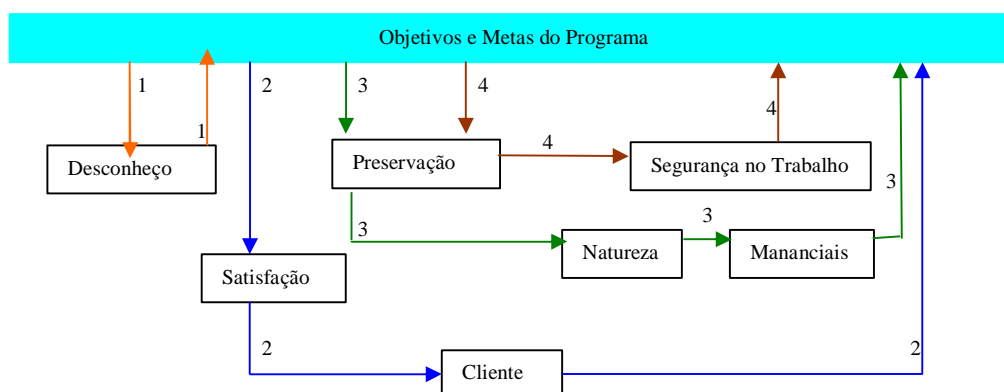 Objetivos e Metas do Programa
1
2
3
4
4
1
4
Desconheço
Preservação
Segurança no Trabalho
3
3
3
Natureza
Mananciais
Satisfação
2
2
Cliente